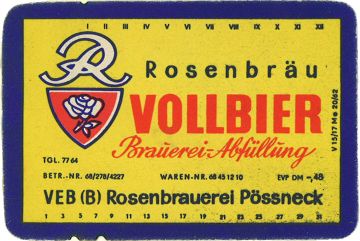 I II III IV V VI VII VIII IX X XI XII
R
Rosenbräu
VOLLBIER
Brauerei-Abfüllung
TGL. 7764
BETR.-NR. 68/278/4227 WAREN-NR. 68 45 12 10 EVP DM -,48
VEB (B) Rosenbrauerei Pössneck
1 3 5 7 9 11 13 15 17 19 21 23 25 27 29 31
V 15/17 Me 20/62